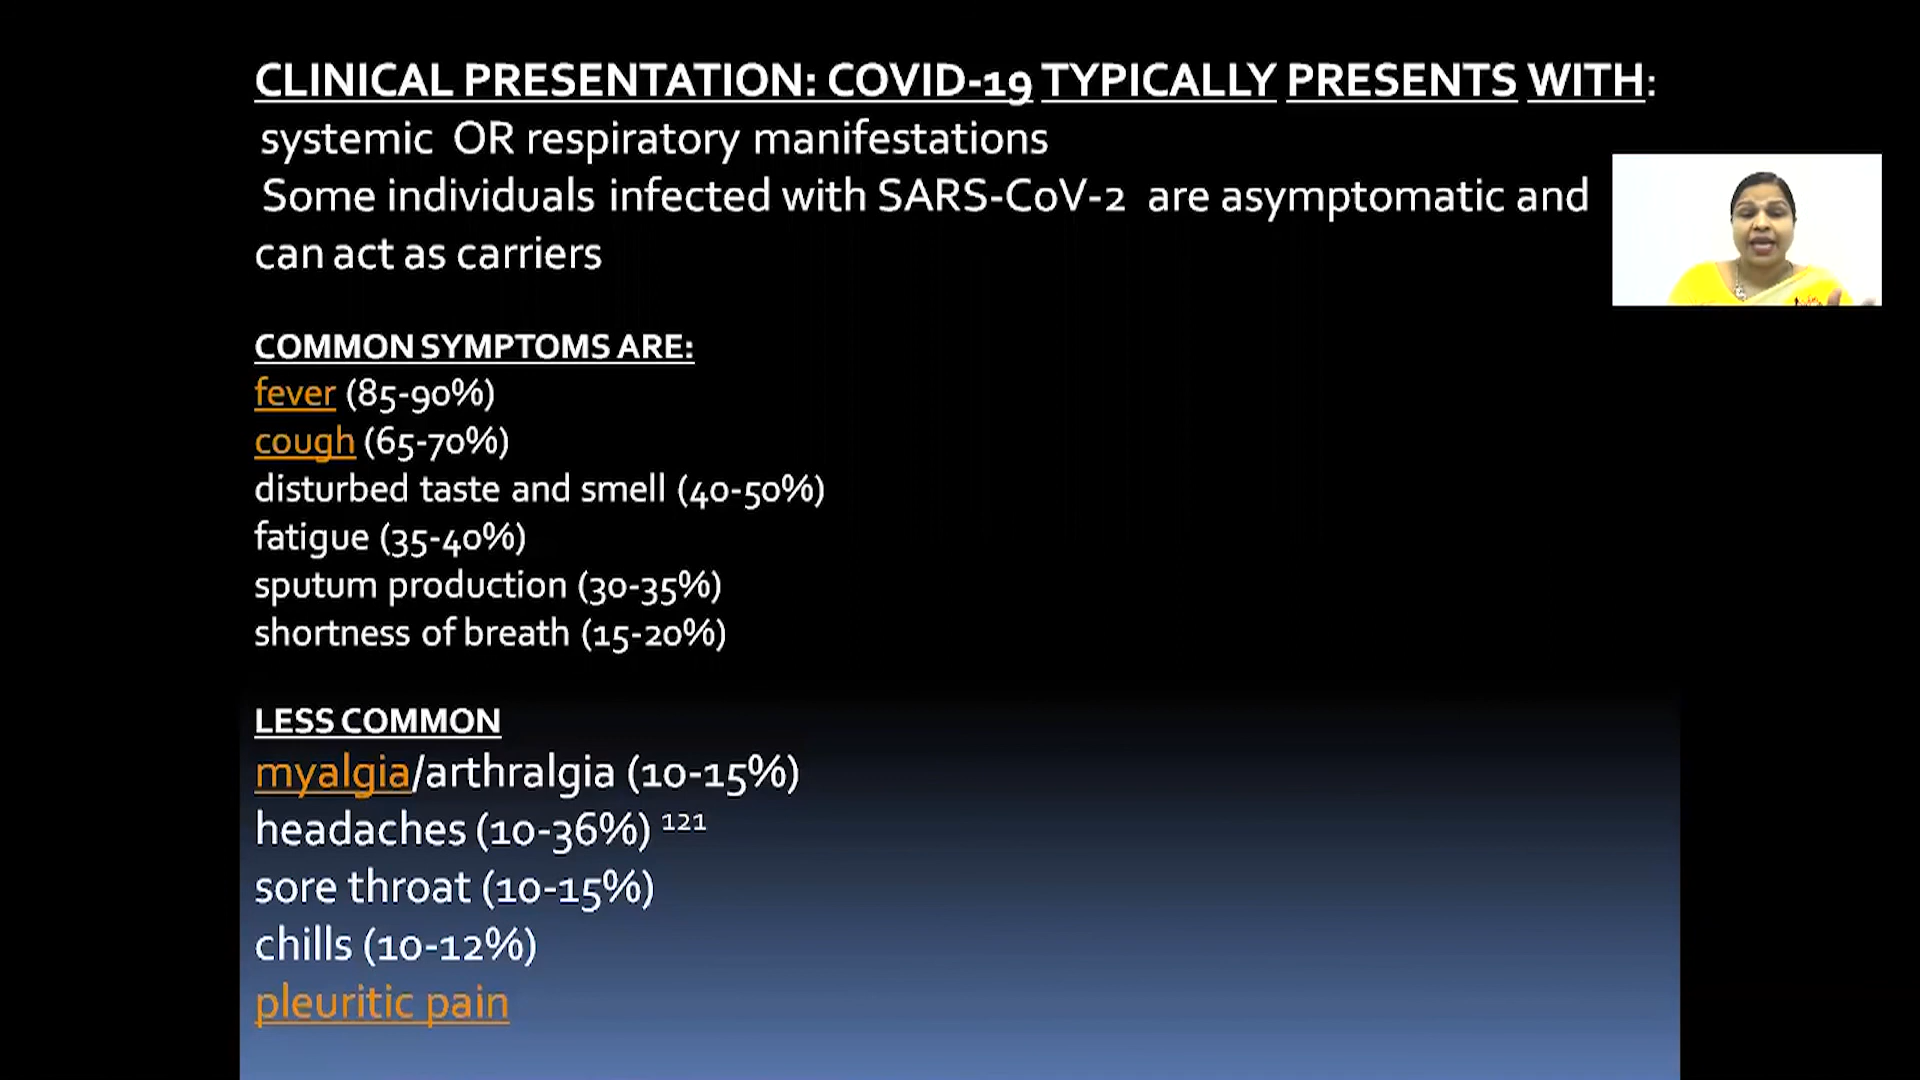 CLINICAL PRESENTATION: COVID-19 TYPICALLY PRESENTS WITH:
systemic OR respiratory manifestations
Some individuals infected with SARS-CoV-2 are asymptomatic and
can act as carriers
COMMON SYMPTOMS ARE:
fever (85-90%)
cough (65-70%)
disturbed taste and smell (40-50%)
fatigue (35-40%)
sputum production (30-35%)
shortness of breath (15-20%)
LESS COMMON
myalgia/arthralgia (10-15%)
headaches (10-36%) 121
sore throat (10-15%)
chills (10-12%)
pleuritic pain